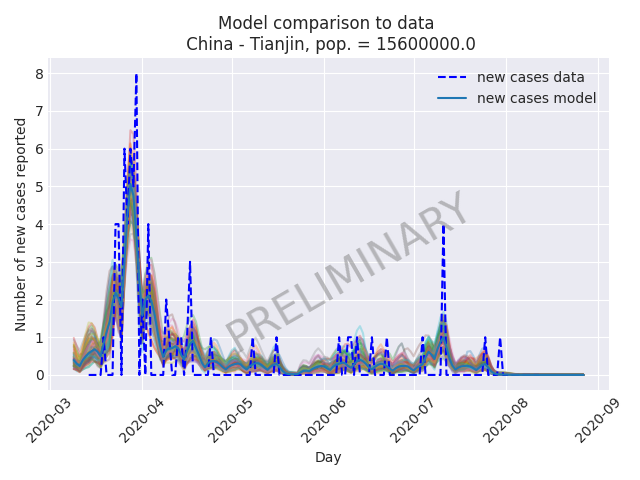 Model comparison to data
China - Tianjin, pop. = 15600000.0
new cases data
new cases model
Number of new cases reported
8
7
6
5
4
3
2
1
0
PRELIMINARY
2020-03
2020-04
2020-05
2020-06
2020-07
2020-08
2020-09
Day